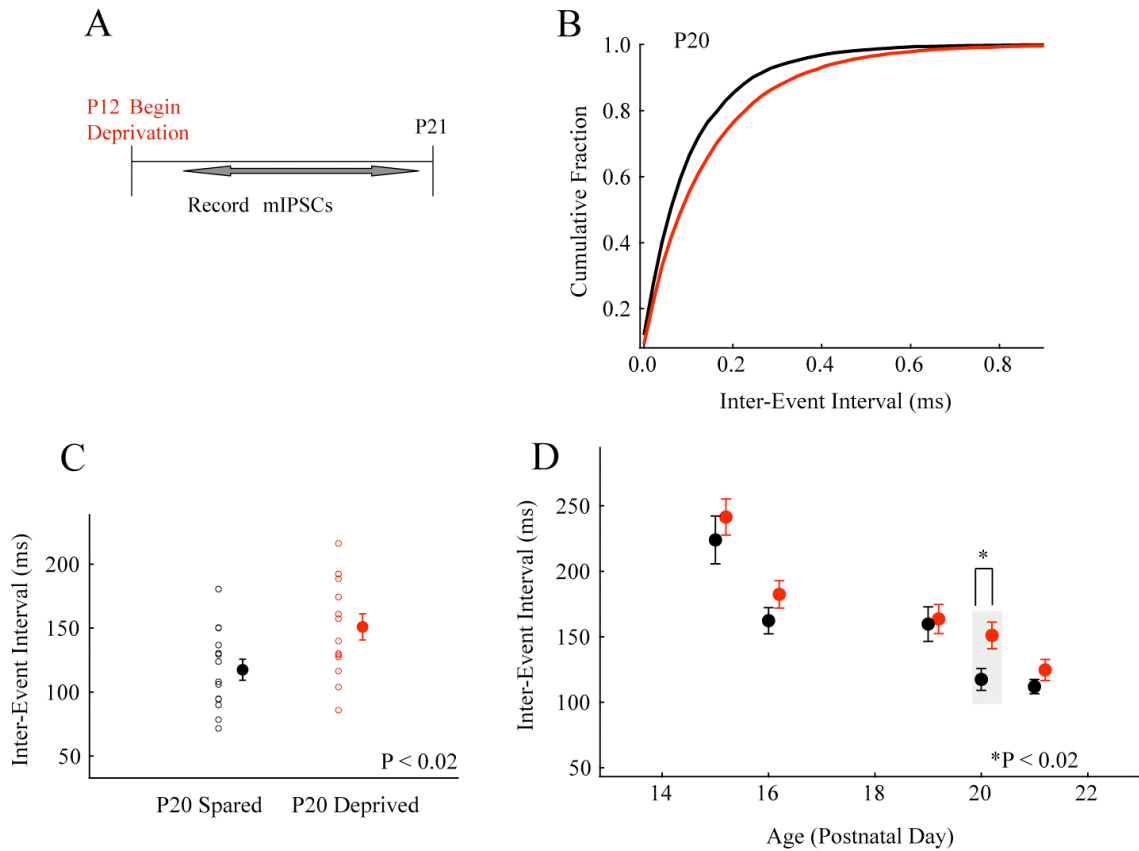 A
P12 Begin
Deprivation
P21
Record mIPSCs
B
P20
1.0
0.8
0.6
0.4
0.2
Cumulative Fraction
0.0 0.2 0.4 0.6 0.8
Inter-Event Interval (ms)
C
200
150
100
50
Inter-Event Interval (ms)
P < 0.02
P20 Spared P20 Deprived
D
250
200
150
100
50
Inter-Event Interval (ms)
*
*P < 0.02
14 16 18 20 22
Age (Postnatal Day)